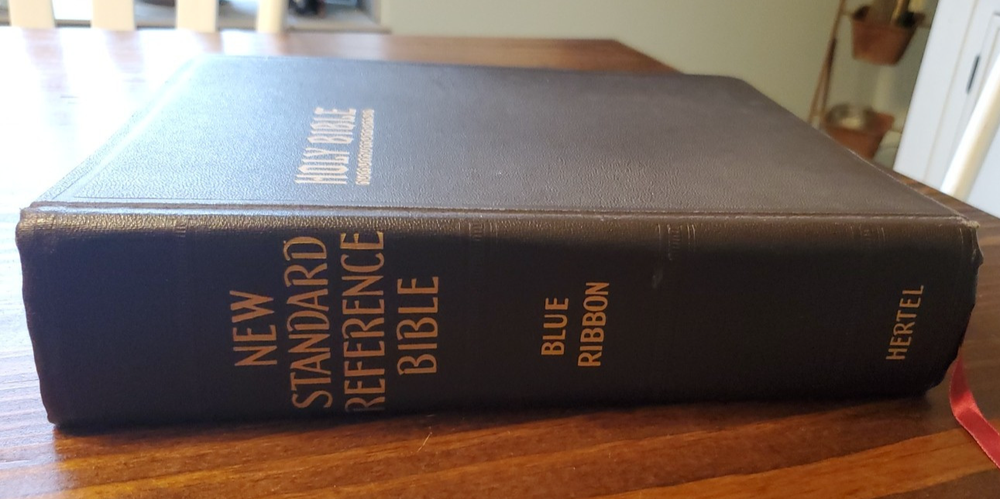 HOLY BIBLE
NEW
STANDARD
REFERENCE
BIBLE
BLUE
RIBBON
HERTEL